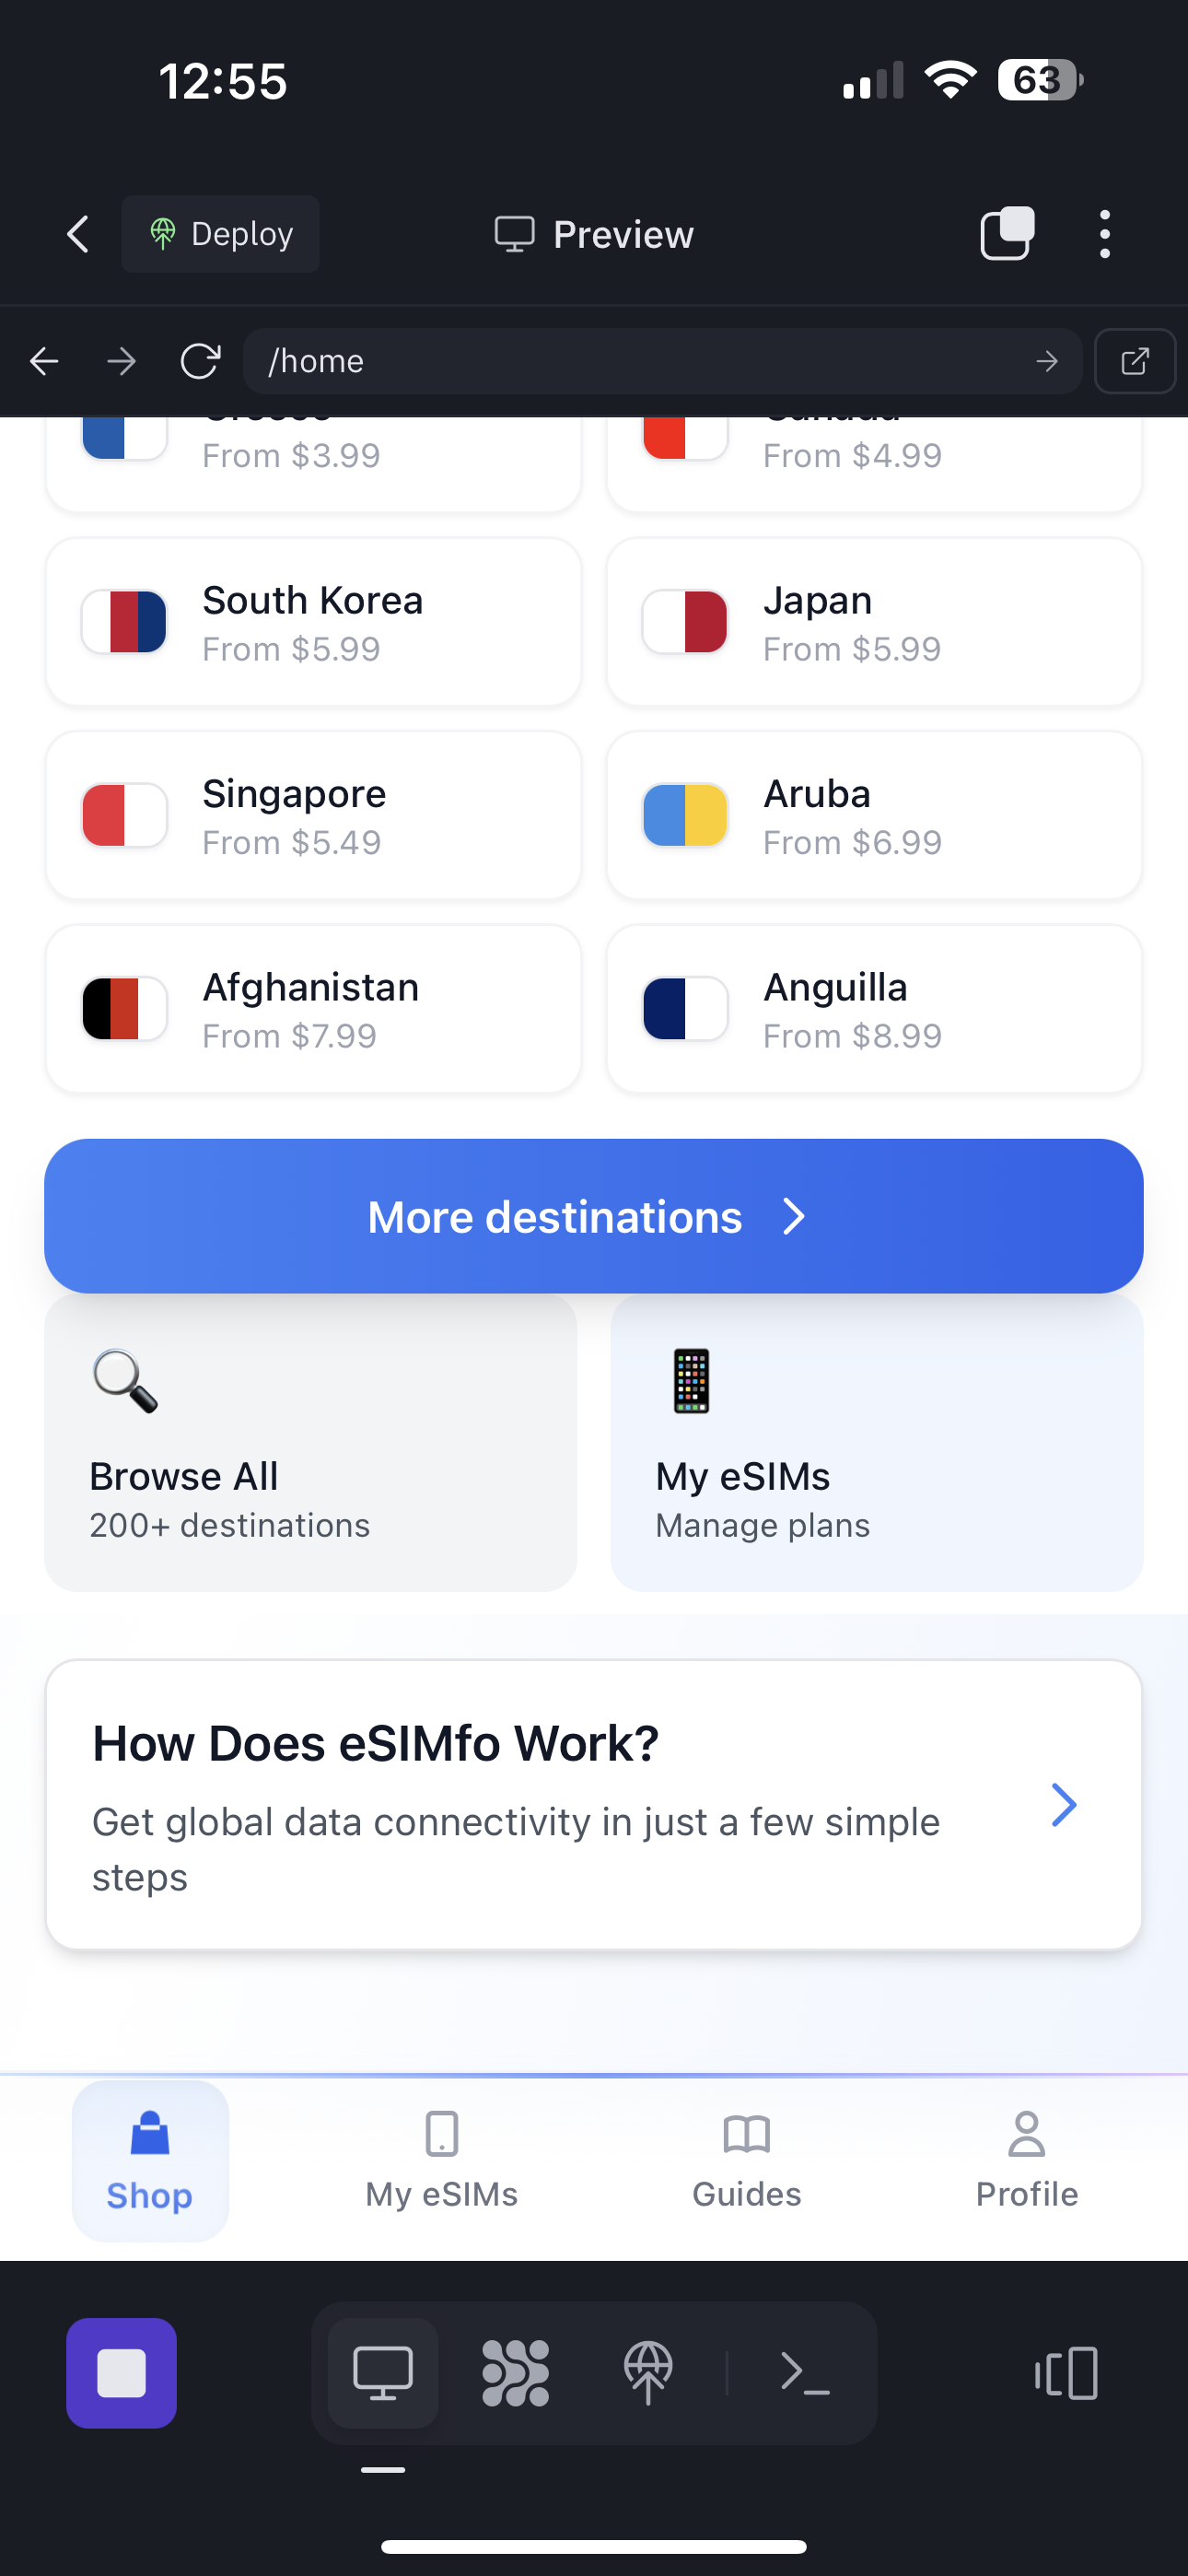 12:55
63
Deploy
Preview
/home
From $3.99
From $4.99
South Korea
From $5.99
Japan
From $5.99
Singapore
From $5.49
Aruba
From $6.99
Afghanistan
From $7.99
Anguilla
From $8.99
More destinations
Browse All
200+ destinations
My eSIMs
Manage plans
How Does eSIMfo Work?
Get global data connectivity in just a few simple
steps
Shop
My eSIMs
Guides
Profile